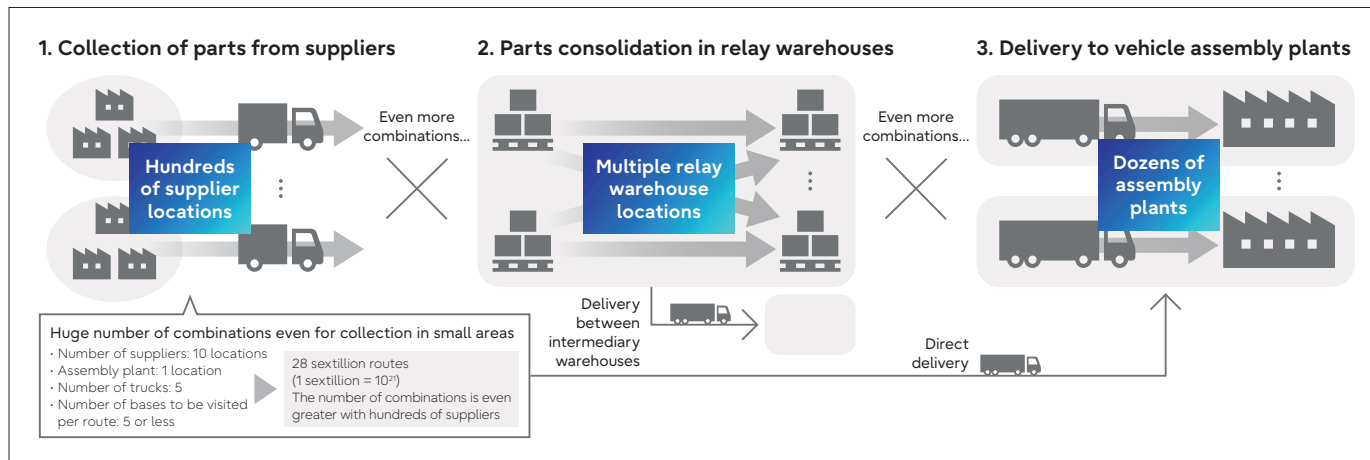 1. Collection of parts from suppliers
2. Parts consolidation in relay warehouses
3. Delivery to vehicle assembly plants
Hundreds
of supplier
locations
Even more
combinations...
Multiple relay
warehouse
locations
Even more
combinations...
Dozens of
assembly
plants
Delivery
between
intermediary
warehouses
Direct
delivery
Huge number of combinations even for collection in small areas
· Number of suppliers: 10 locations
· Assembly plant: 1 location
· Number of trucks: 5
· Number of bases to be visited
per route: 5 or less
28 sextillion routes
(1 sextillion = 10²¹)
The number of combinations is even
greater with hundreds of suppliers